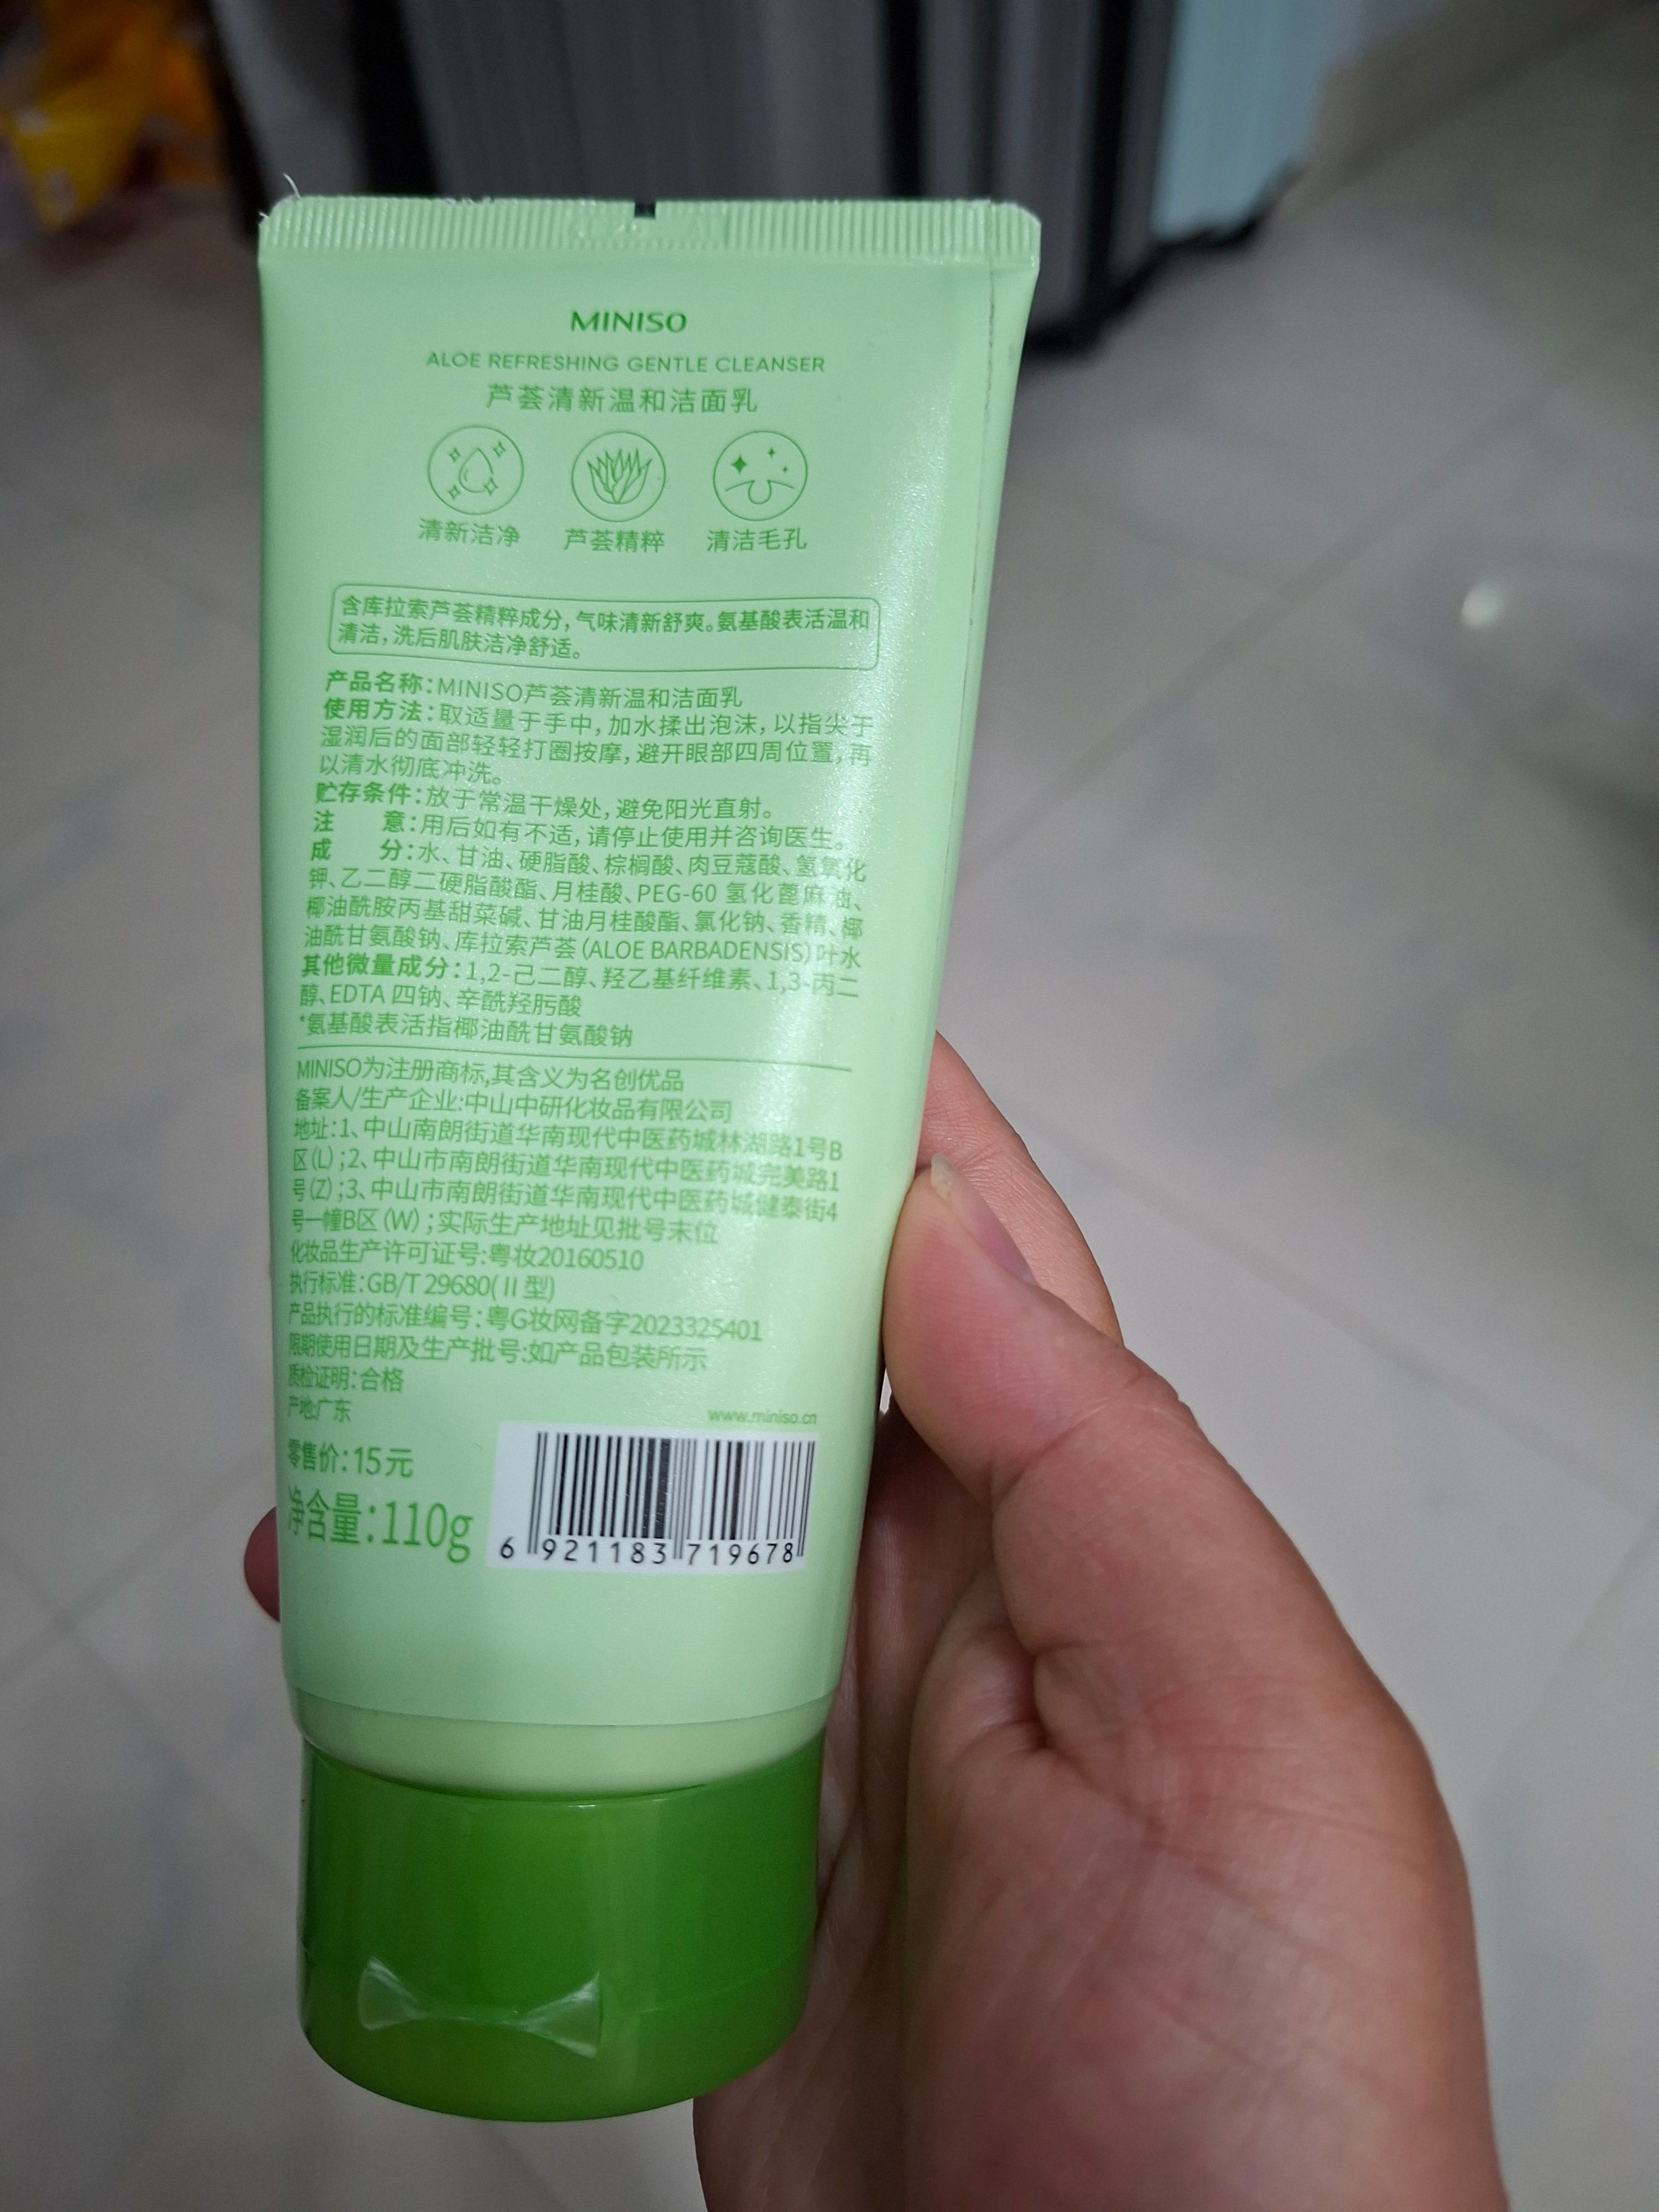 MINISO
ALOE REFRESHING GENTLE CLEANSER
芦荟清新温和洁面乳
清新洁净 芦荟精粹 清洁毛孔
含库拉索芦荟精粹成分,气味清新舒爽。氨基酸表活温和
清洁,洗后肌肤洁净舒适。
产品名称:MINISO芦荟清新温和洁面乳
使用方法:取适量于手中,加水揉出泡沫,以指尖于
湿润后的面部轻轻打圈按摩,避开眼部四周位置,再
以清水彻底冲洗。
贮存条件:放于常温干燥处,避免阳光直射。
注 意:用后如有不适,请停止使用并咨询医生。
成 分:水、甘油、硬脂酸、棕榈酸、肉豆蔻酸、氢氧化
钾、乙二醇二硬脂酸酯、月桂酸、PEG-60 氢化蓖麻油、
椰油酰胺丙基甜菜碱、甘油月桂酸酯、氯化钠、香精、椰
油酰甘氨酸钠、库拉索芦荟(ALOE BARBADENSIS)叶水
其他微量成分:1,2-己二醇、羟乙基纤维素、1,3-丙二
醇、EDTA 四钠、辛酰羟肟酸
*氨基酸表活指椰油酰甘氨酸钠
MINISO为注册商标,其含义为名创优品
备案人/生产企业:中山中研化妆品有限公司
地址:1、中山南朗街道华南现代中医药城林湖路1号B
区(L);2、中山市南朗街道华南现代中医药城完美路1
号(Z);3、中山市南朗街道华南现代中医药城健泰街4
号一幢B区(W);实际生产地址见批号末位
化妆品生产许可证号:粤妆20160510
执行标准:GB/T 29680(Ⅱ型)
产品执行的标准编号:粤G妆网备字2023325401
限期使用日期及生产批号:如产品包装所示
质检证明:合格
产地:广东
www.miniso.cn
零售价:15元
净含量:110g
6 921183 719678